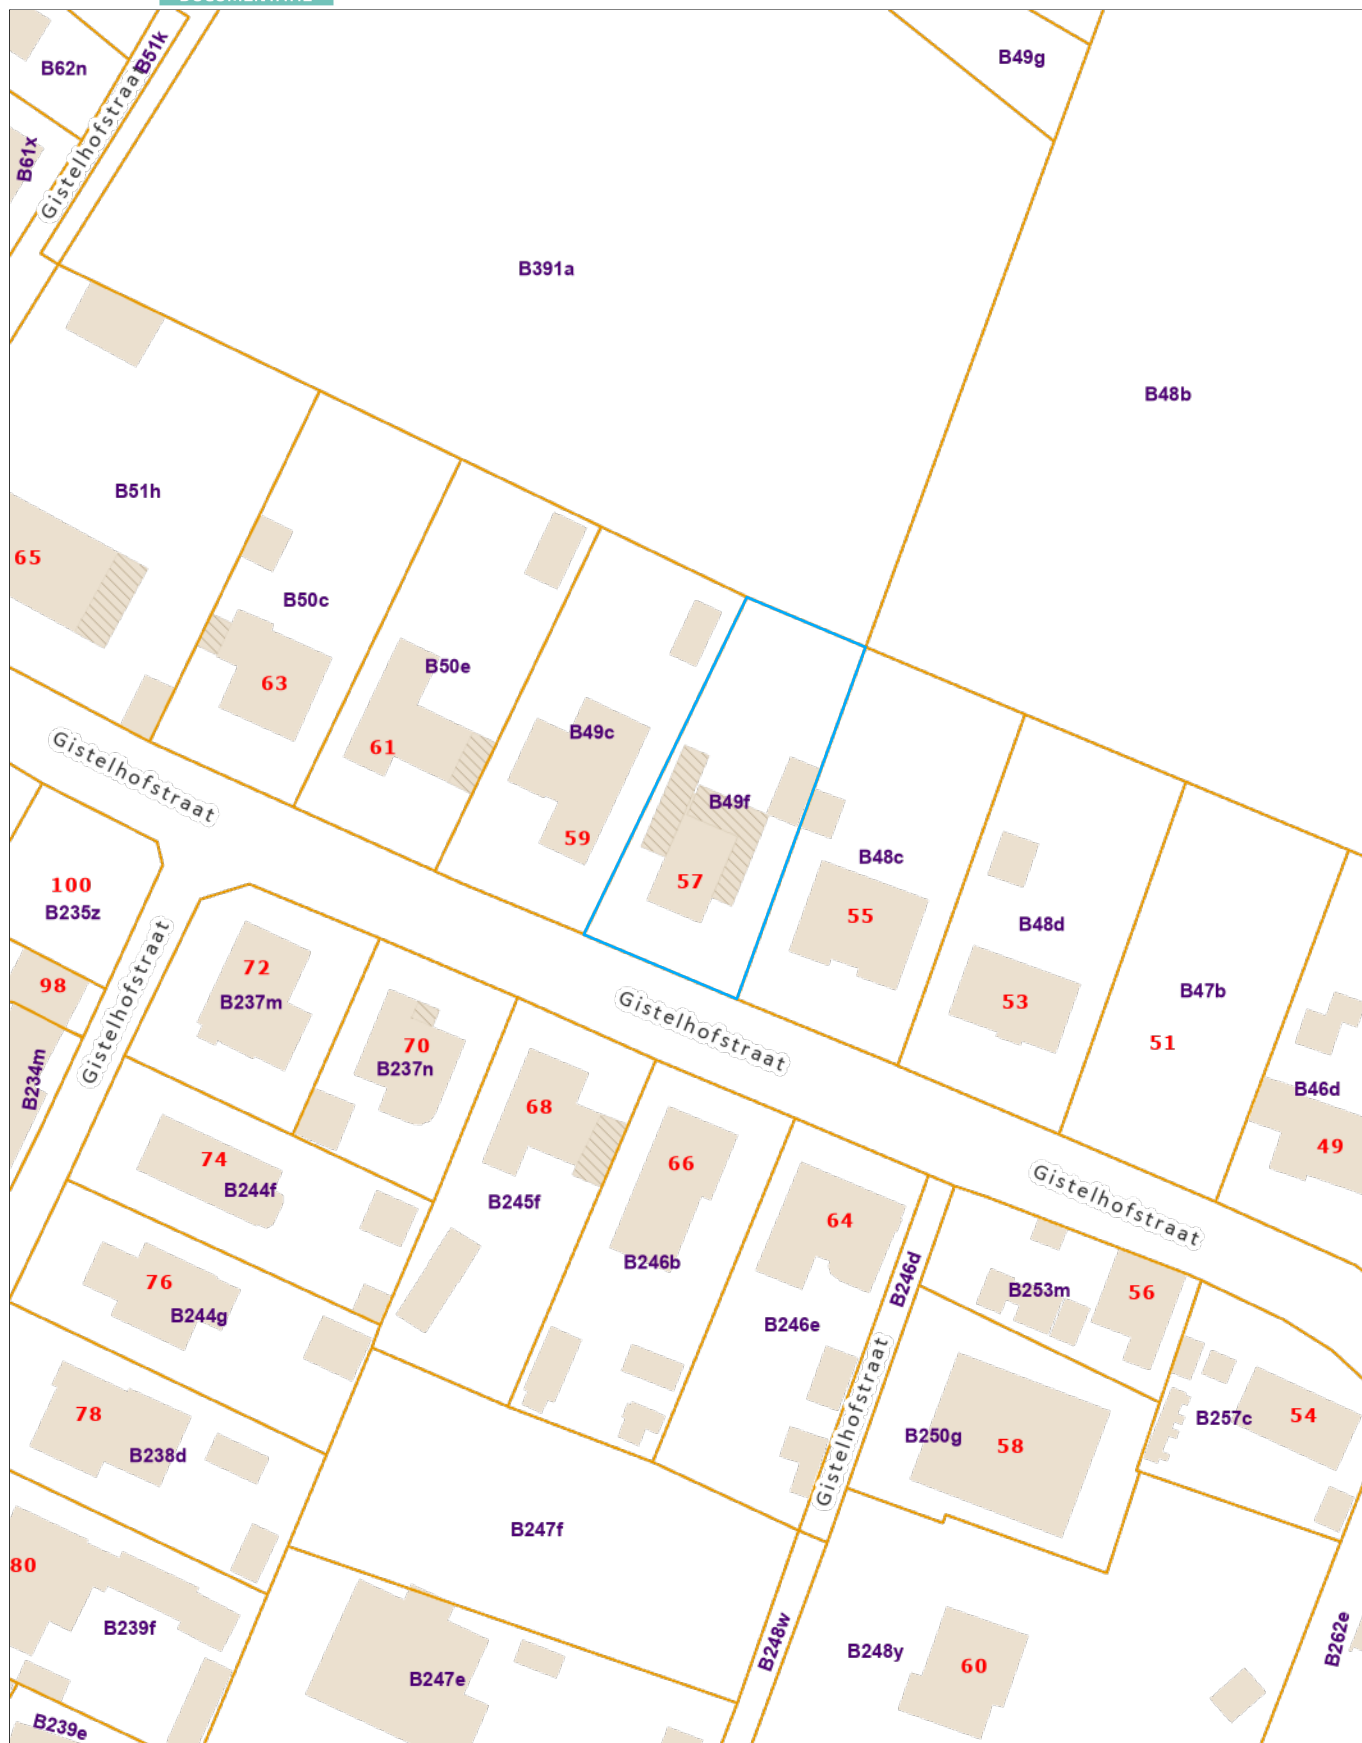 B51k
B49g
B62n
Gistelhofstraat
B61x
B391a
B48b
B51h
65
B50c
B50e
63
B49c
61
Gistelhofstraat
B49f
59
B48c
57
100
B235z
55
B48d
72
98
B237m
B47b
53
Gistelhofstraat
Gistelhofstraat
70
51
B237n
B234m
B46d
68
49
74
66
B244f
B245f
Gistelhofstraat
64
B246b
B246d
76
B253m
56
B244g
B246e
Gistelhofstraat
78
B257c
54
B250g
58
B238d
B247f
80
B239f
B248w
B248y
B262e
60
B247e
B239e